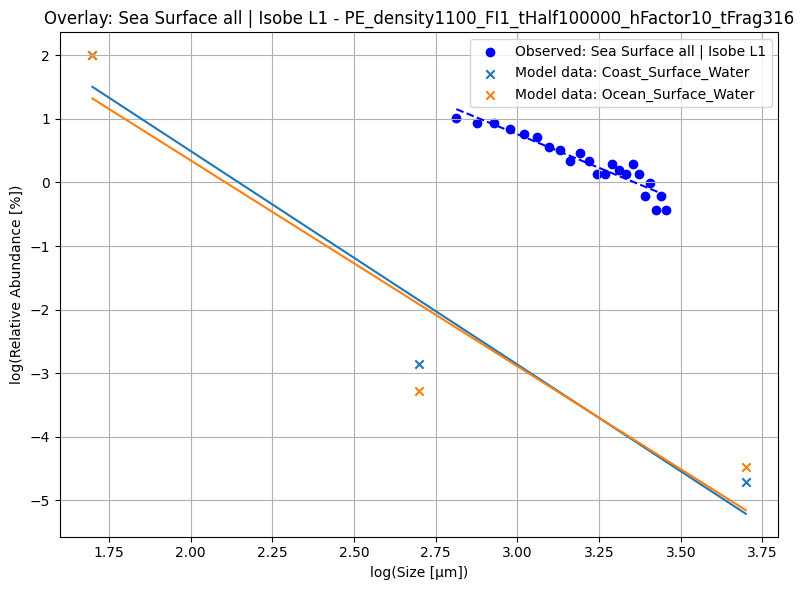 Overlay: Sea Surface all | Isobe L1 - PE_density1100_FI1_tHalf100000_hFactor10_tFrag316
Observed: Sea Surface all | Isobe L1
Model data: Coast_Surface_Water
Model data: Ocean_Surface_Water
log(Relative Abundance [%])
2
1
0
−1
−2
−3
−4
−5
1.75
2.00
2.25
2.50
2.75
3.00
3.25
3.50
3.75
log(Size [μm])